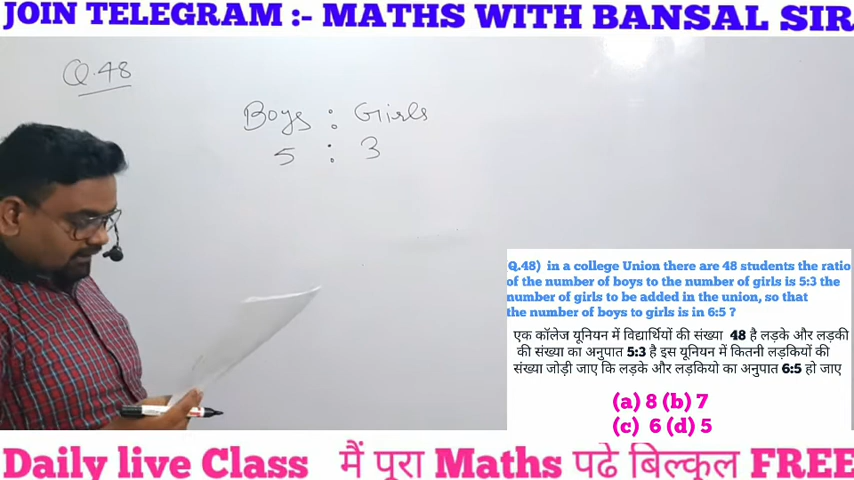 JOIN TELEGRAM :- MATHS WITH BANSAL SIR
Q.48
Boys : Girls
5 : 3
Q.48) in a college Union there are 48 students the ratio
of the number of boys to the number of girls is 5:3 the
number of girls to be added in the union, so that
the number of boys to girls is in 6:5 ?
एक कॉलेज यूनियन में विद्यार्थियों की संख्या 48 है लड़के और लड़की
की संख्या का अनुपात 5:3 है इस यूनियन में कितनी लड़कियों की
संख्या जोड़ी जाए कि लड़के और लड़कियो का अनुपात 6:5 हो जाए
(a) 8 (b) 7
(c) 6 (d) 5
Daily live Class मैं पूरा Maths पढे बिल्कुल FREE